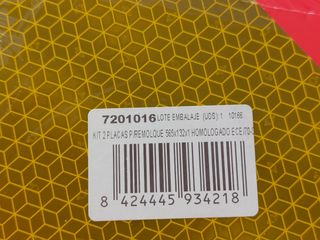 7201016 LOTE EMBALAJE (UDS) 1 10166
KIT 2 PLACAS P/REMOLQUE 565x132x1 HOMOLOGADO ECE /70-
8 424445 934218